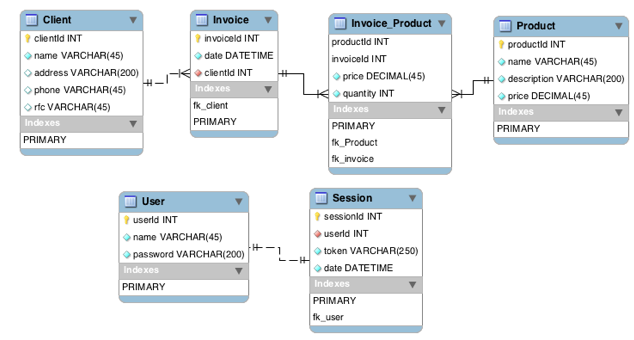 Client
clientId INT
name VARCHAR(45)
address VARCHAR(200)
phone VARCHAR(45)
rfc VARCHAR(45)
Indexes
PRIMARY
Invoice
invoiceId INT
date DATETIME
clientId INT
Indexes
fk_client
PRIMARY
Invoice_Product
productId INT
invoiceId INT
price DECIMAL(45)
quantity INT
Indexes
PRIMARY
fk_Product
fk_invoice
Product
productId INT
name VARCHAR(45)
description VARCHAR(200)
price DECIMAL(45)
Indexes
PRIMARY
User
userId INT
name VARCHAR(45)
password VARCHAR(200)
Indexes
PRIMARY
Session
sessionId INT
userId INT
token VARCHAR(250)
date DATETIME
Indexes
PRIMARY
fk_user